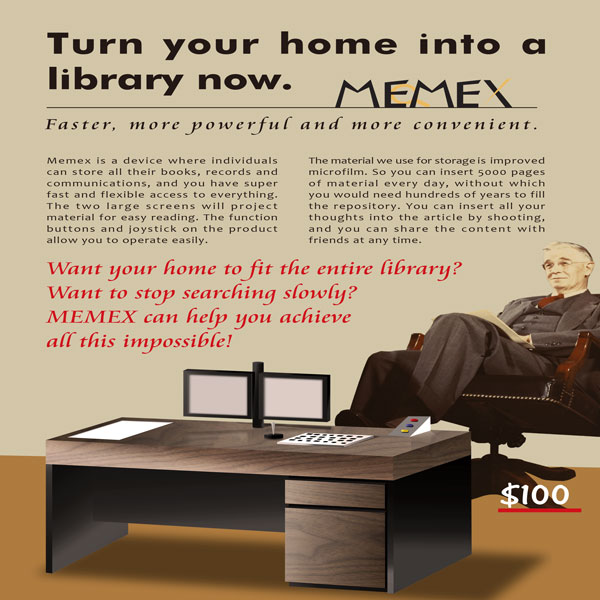 Turn your home into a
library now.
MEMEX
Faster, more powerful and more convenient.
Memex is a device where individuals
can store all their books, records and
communications, and you have super
fast and flexible access to everything.
The two large screens will project
material for easy reading. The function
buttons and joystick on the product
allow you to operate easily.
The material we use for storage is improved
microfilm. So you can insert 5000 pages
of material every day, without which
you would need hundreds of years to fill
the repository. You can insert all your
thoughts into the article by shooting,
and you can share the content with
friends at any time.
Want your home to fit the entire library?
Want to stop searching slowly?
MEMEX can help you achieve
all this impossible!
$100